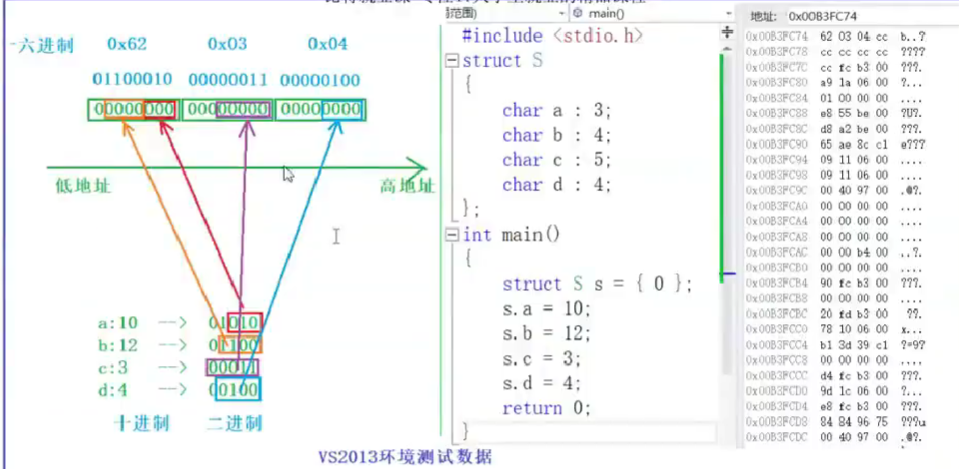 main()
地址: 0x00B3FC74
十六进制 0x62 0x03 0x04
01100010 00000011 00000100
00000000 00000000 00000000
低地址 高地址
a:10 --> 01010
b:12 --> 01100
c:3 --> 00011
d:4 --> 00100
十进制 二进制
#include <stdio.h>
struct S
{
char a : 3;
char b : 4;
char c : 5;
char d : 4;
};
int main()
{
struct S s = { 0 };
s.a = 10;
s.b = 12;
s.c = 3;
s.d = 4;
return 0;
}
0x00B3FC74 62 03 04 cc b..?
0x00B3FC78 cc cc cc cc ????
0x00B3FC7C cc fc b3 00 ???.
0x00B3FC80 a9 1a 06 00 ?...
0x00B3FC84 01 00 00 00 ....
0x00B3FC88 e8 55 be 00 ?U?.
0x00B3FC8C d8 a2 be 00 ???.
0x00B3FC90 65 ae 8c c1 e???
0x00B3FC94 09 11 06 00 ....
0x00B3FC98 09 11 06 00 ....
0x00B3FC9C 00 40 97 00 .@?.
0x00B3FCA0 00 00 00 00 ....
0x00B3FCA4 00 00 00 00 ....
0x00B3FCA8 00 00 00 00 ....
0x00B3FCAC 00 00 b4 00 ..?.
0x00B3FCB0 00 00 00 00 ....
0x00B3FCB4 90 fc b3 00 ???.
0x00B3FCB8 00 00 00 00 ....
0x00B3FCBC 20 fd b3 00 ??.
0x00B3FCC0 78 10 06 00 x...
0x00B3FCC4 b1 3d 39 c1 ?=9?
0x00B3FCC8 00 00 00 00 ....
0x00B3FCCC d4 fc b3 00 ???.
0x00B3FCD0 9d 1c 06 00 ?...
0x00B3FCD4 e8 fc b3 00 ???.
0x00B3FCD8 84 84 96 75 ???u
0x00B3FCDC 00 40 97 00 .@?.
VS2013环境测试数据